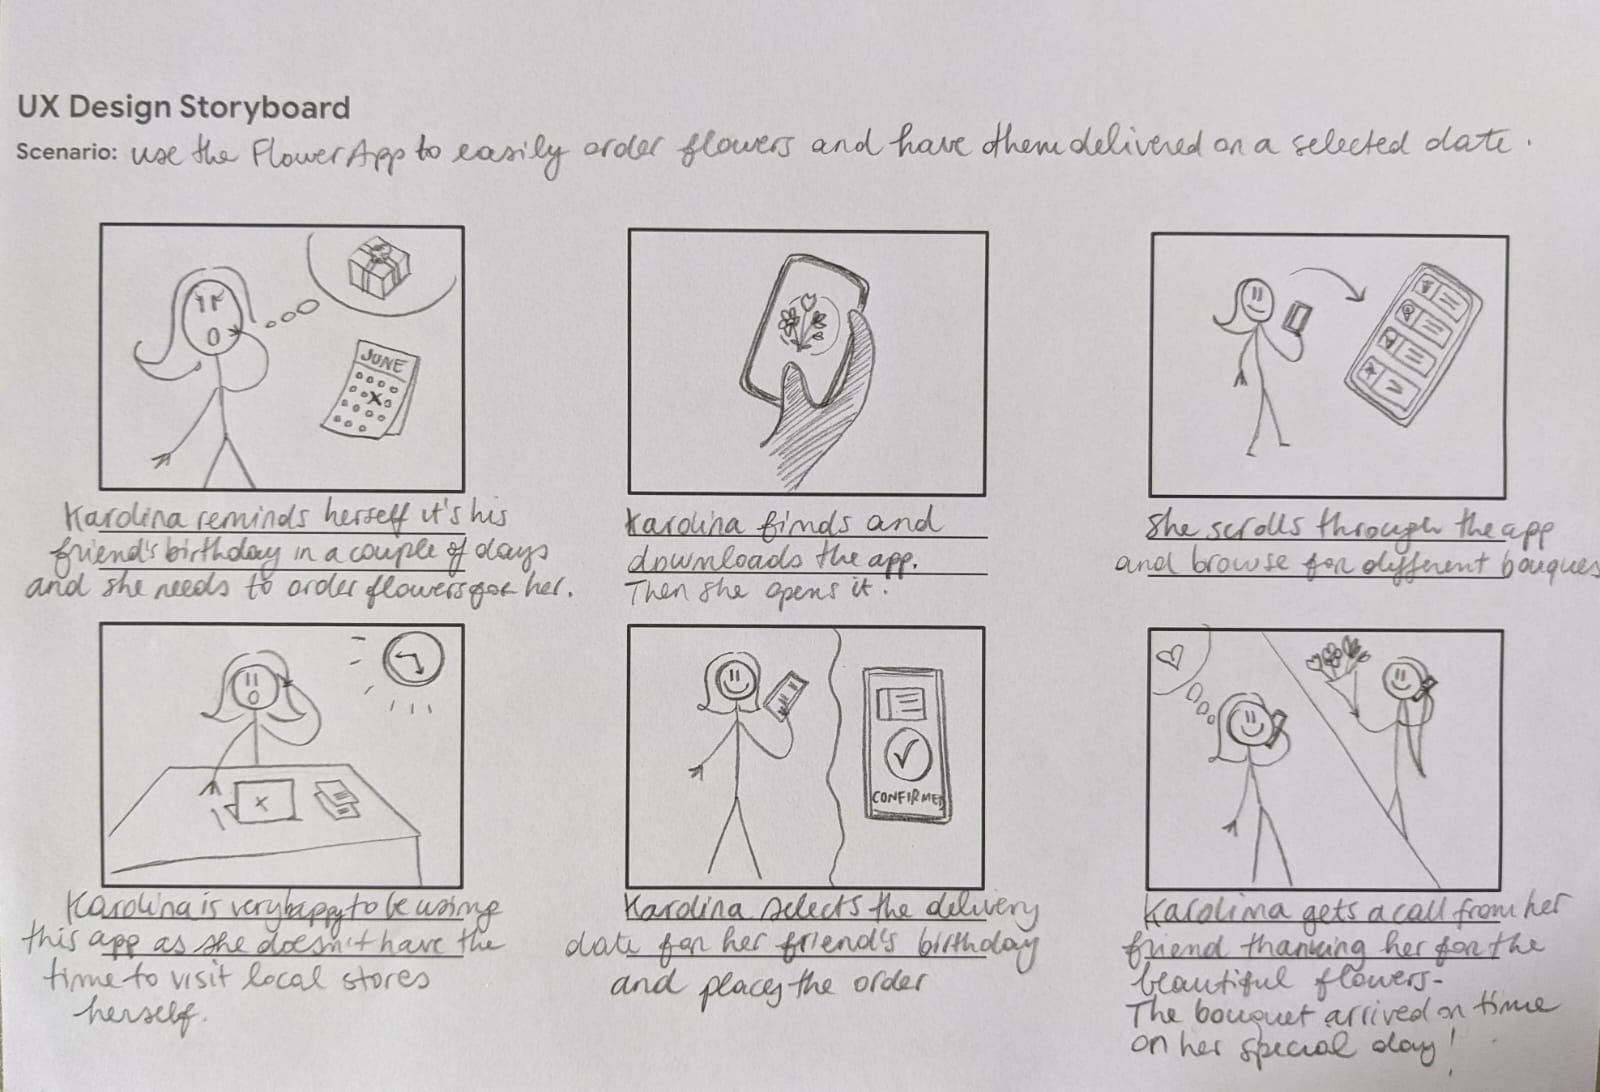 UX Design Storyboard
Scenario: use the FlowerApp to easily order flowers and have them delivered on a selected date.
JUNE
X
Karolina reminds herself it's his
friend's birthday in a couple of days
and she needs to order flowers for her.
Karolina finds and
downloads the app.
Then she opens it.
She scrolls through the app
and browse for different bouques
X
Karolina is very happy to be using
this app as she doesn't have the
time to visit local stores
herself.
CONFIRMED
Karolina selects the delivery
date for her friend's birthday
and places the order
Karolina gets a call from her
friend thanking her for the
beautiful flowers-
The bouquet arrived on time
on her special day!